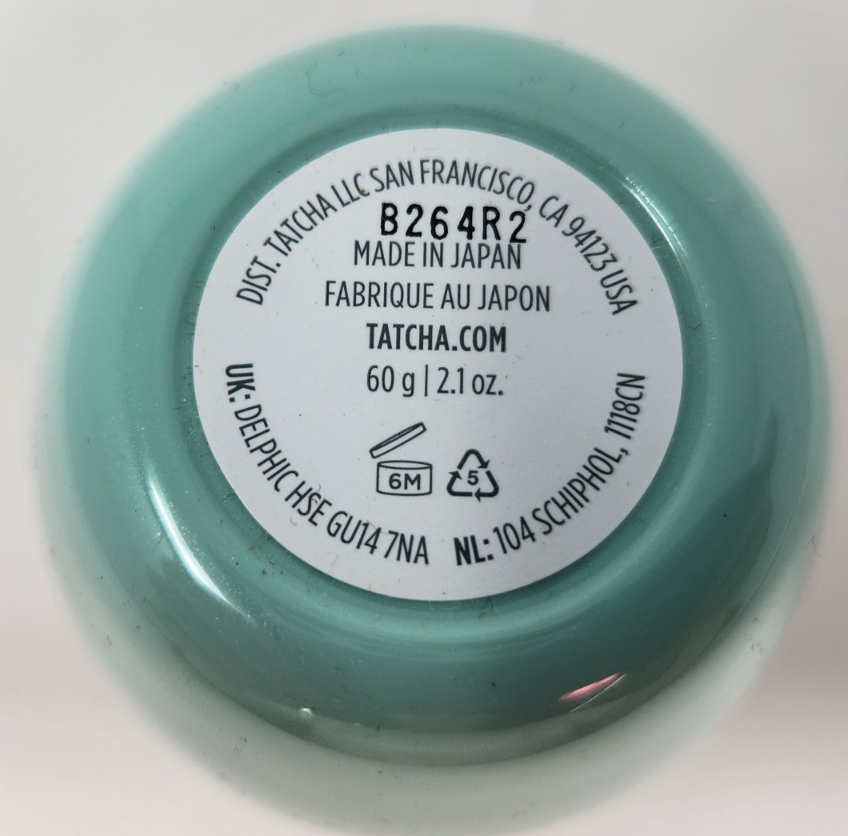 DIST. TATCHA LLC SAN FRANCISCO, CA 94123 USA
B264R2
MADE IN JAPAN
FABRIQUE AU JAPON
TATCHA.COM
60 g | 2.1 oz.
6M
5
UK: DELPHIC HSE GU14 7NA
NL: 104 SCHIPHOL, 1118CN